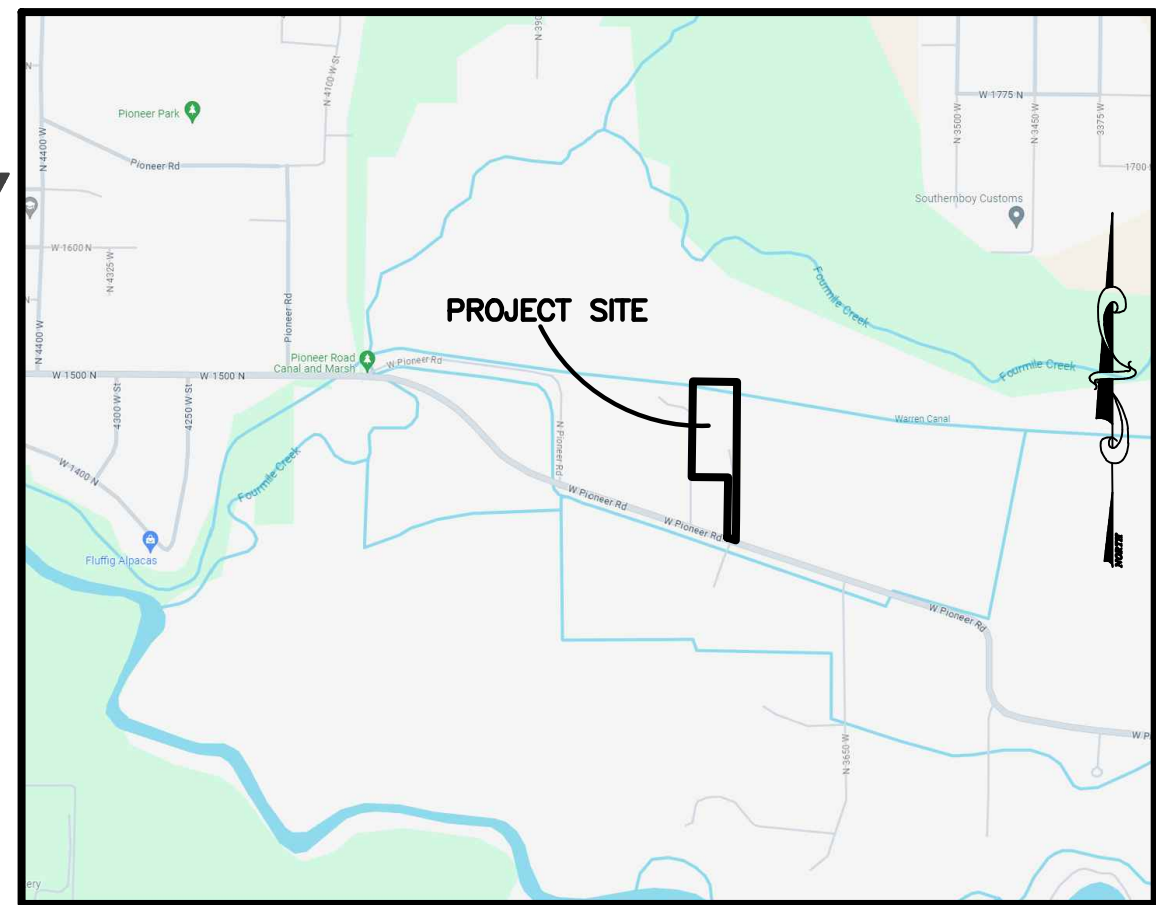 N 390
N 4100 W St
Pioneer Park
N 4400 W
Pioneer Rd
W 1775 N
N 3500 W
N 3450 W
3375 W
1700
Southernboy Customs
W 1600 N
N 4325 W
Fourmile Creek
PROJECT SITE
Pioneer Rd
N 4400 W
Pioneer Road
Canal and Marsh
W Pioneer Rd
Fourmile Creek
W 1500 N
W 1500 N
4300 W St
4250 W St
Warren Canal
N Pioneer Rd
W 1400 N
Fourmile Creek
W Pioneer Rd
W Pioneer Rd
NORTH
Fluffig Alpacas
W Pioneer Rd
N 3650 W
W P
ery